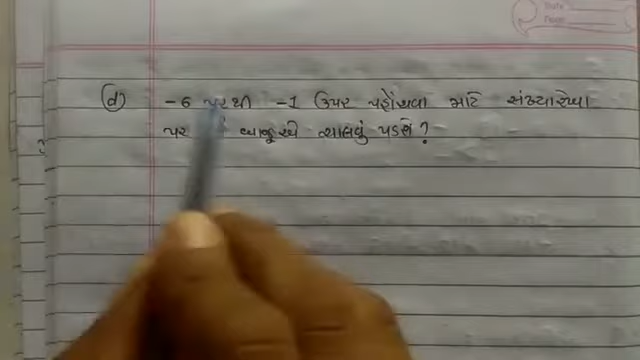 (d) -6 પરથી -1 ઉપર પહોંચવા માટે સંખ્યારેખા
પર બાજુએ ચાલવું પડશે?